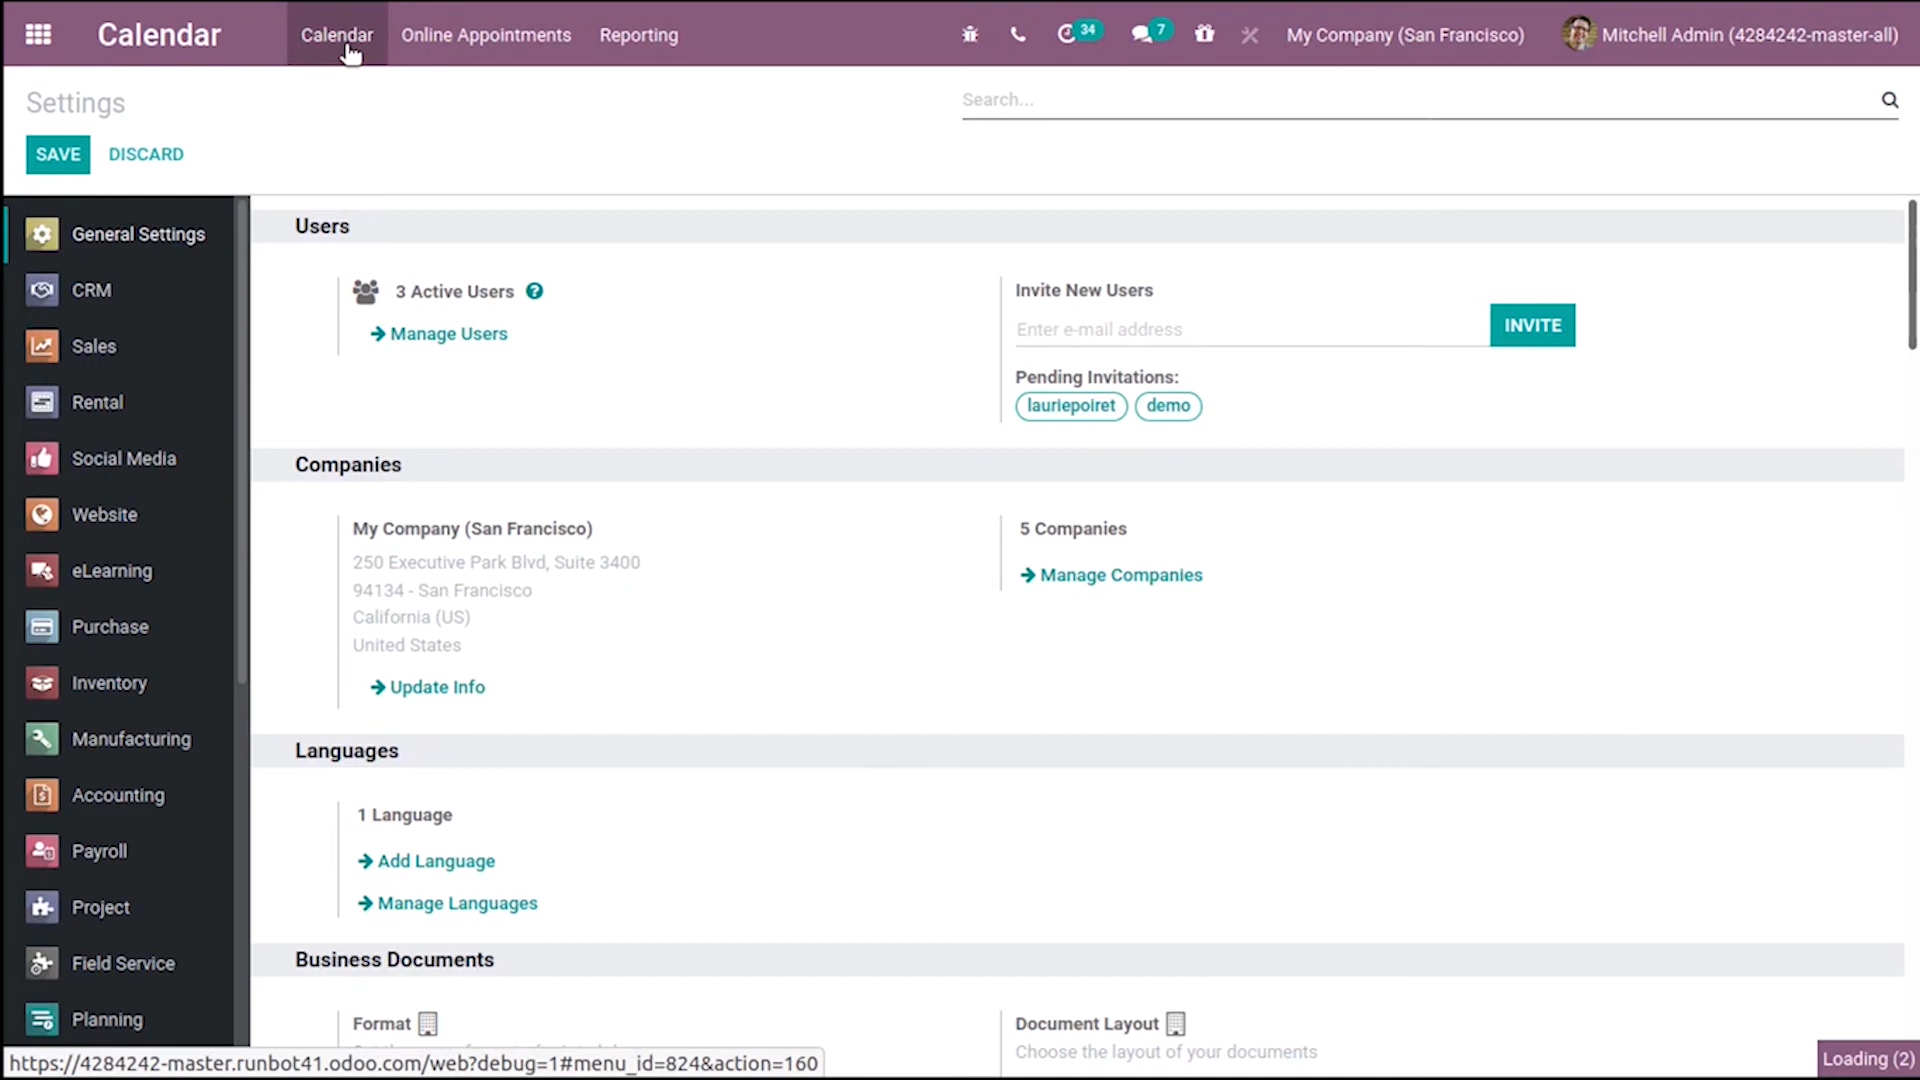 Calendar
Calendar
Online Appointments
Reporting
34
7
My Company (San Francisco)
Mitchell Admin (4284242-master-all)
Settings
Search...
SAVE
DISCARD
General Settings
CRM
Sales
Rental
Social Media
Website
eLearning
Purchase
Inventory
Manufacturing
Accounting
Payroll
Project
Field Service
Planning
Users
3 Active Users
Manage Users
Invite New Users
Enter e-mail address
INVITE
Pending Invitations:
lauriepoiret
demo
Companies
My Company (San Francisco)
250 Executive Park Blvd, Suite 3400
94134 - San Francisco
California (US)
United States
Update Info
5 Companies
Manage Companies
Languages
1 Language
Add Language
Manage Languages
Business Documents
Format
Document Layout
Choose the layout of your documents
https://4284242-master.runbot41.odoo.com/web?debug=1#menu_id=824&action=160
Loading (2)